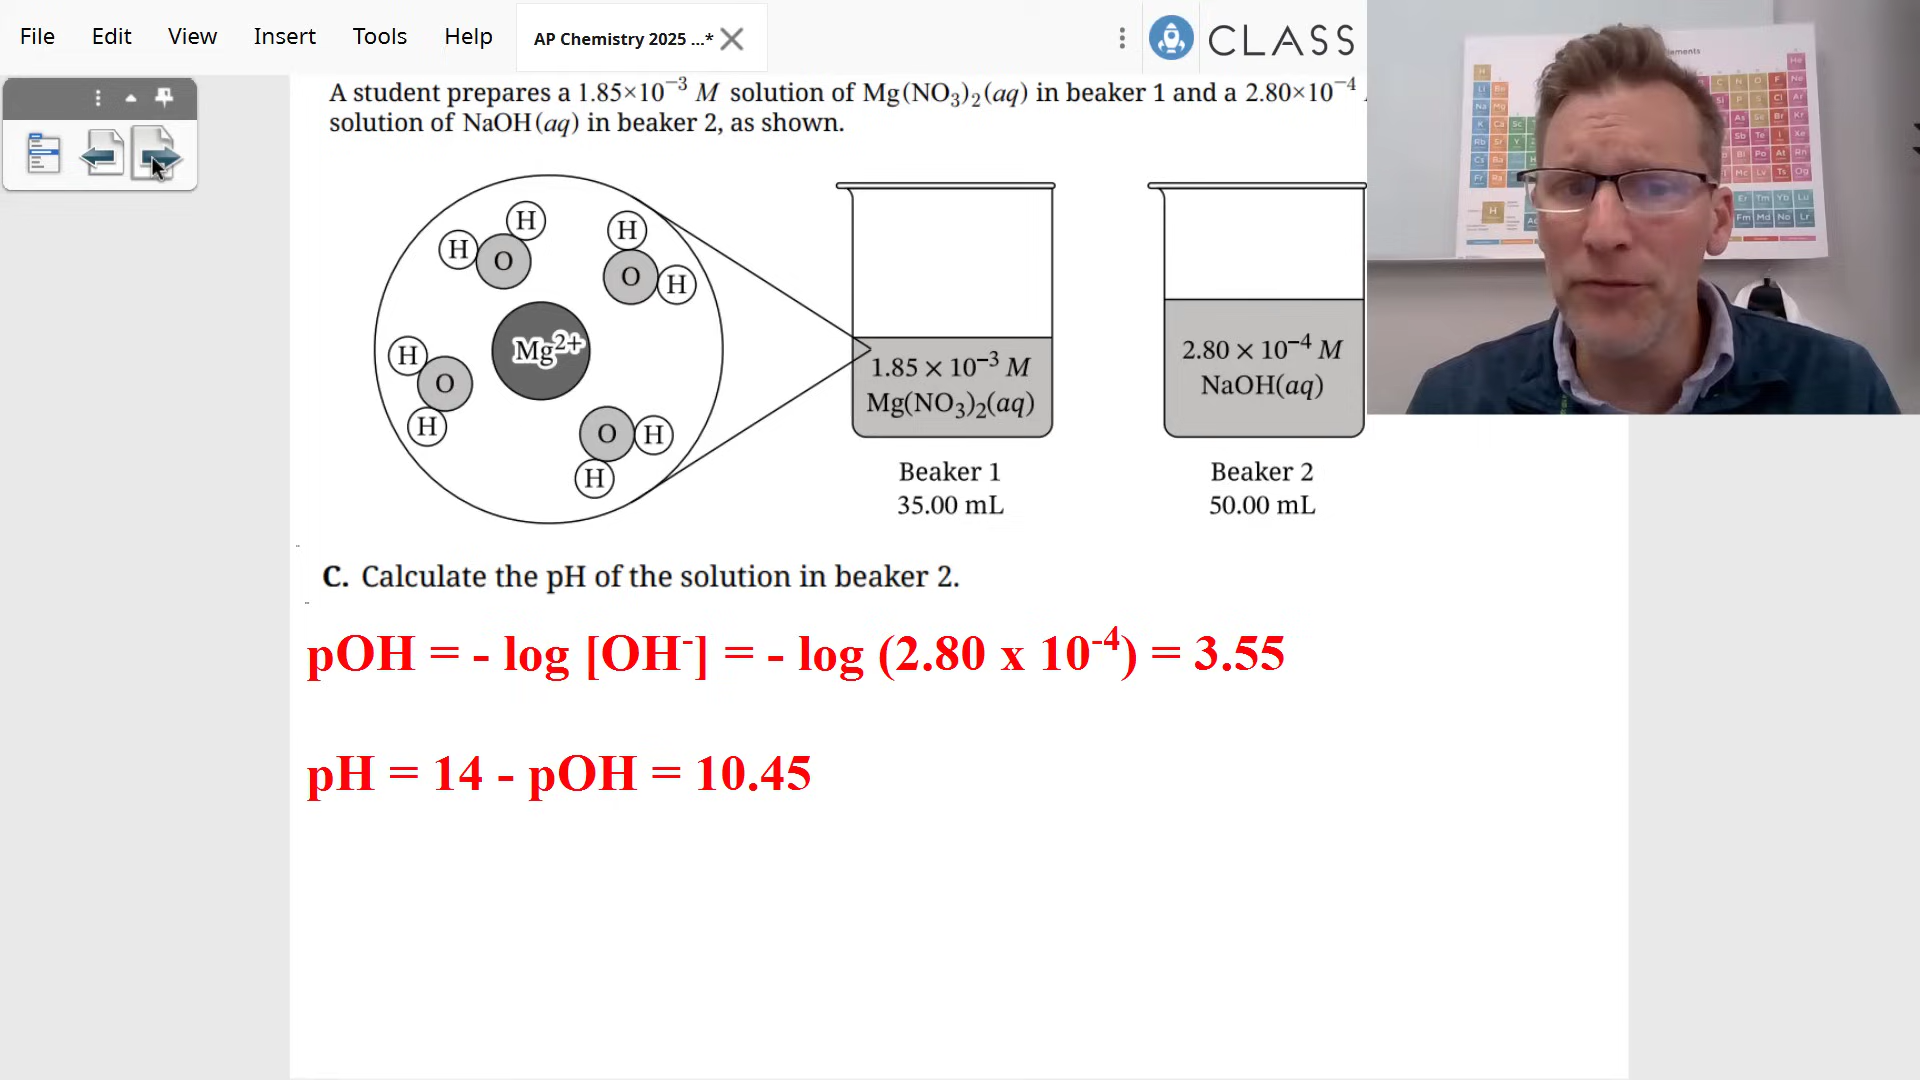 File Edit View Insert Tools Help AP Chemistry 2025 ...* CLASS
A student prepares a 1.85×10⁻³ M solution of Mg(NO₃)₂(aq) in beaker 1 and a 2.80×10⁻⁴
solution of NaOH(aq) in beaker 2, as shown.
H
H O
H
O H
Mg²⁺
H
O
H
O H
H
1.85 × 10⁻³ M
Mg(NO₃)₂(aq)
2.80 × 10⁻⁴ M
NaOH(aq)
Beaker 1
35.00 mL
Beaker 2
50.00 mL
C. Calculate the pH of the solution in beaker 2.
pOH = - log [OH⁻] = - log (2.80 x 10⁻⁴) = 3.55
pH = 14 - pOH = 10.45